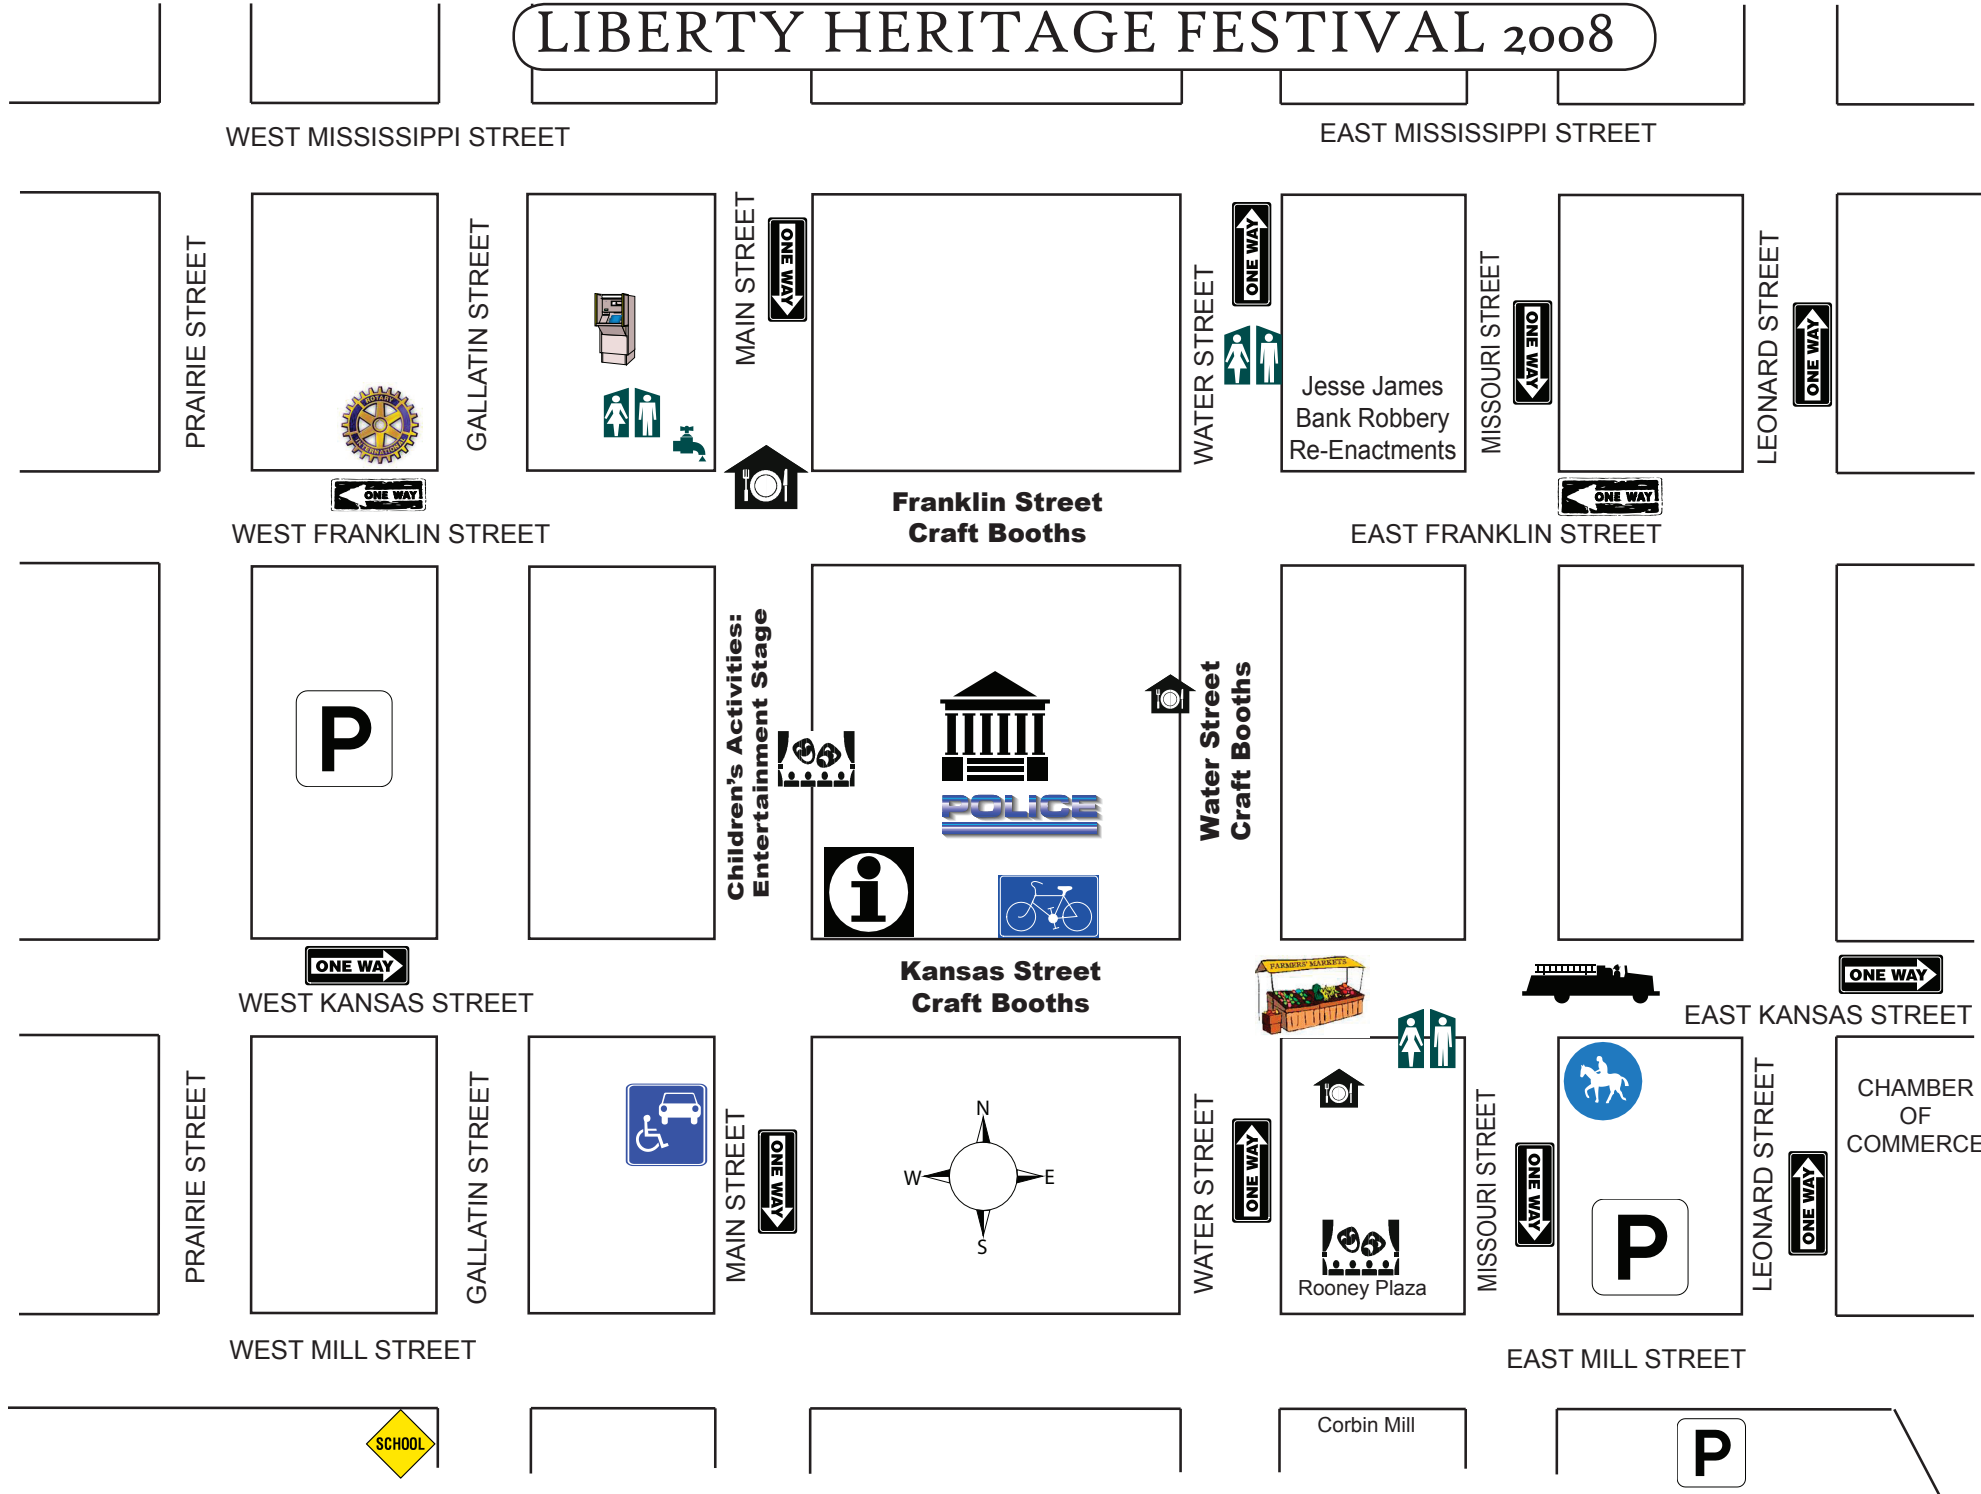 LIBERTY HERITAGE FESTIVAL 2008
WEST MISSISSIPPI STREET
EAST MISSISSIPPI STREET
PRAIRIE STREET
GALLATIN STREET
MAIN STREET
ONE WAY
WATER STREET
ONE WAY
MISSOURI STREET
ONE WAY
LEONARD STREET
ONE WAY
ROTARY
INTERNATIONAL
Jesse James
Bank Robbery
Re-Enactments
ONE WAY
WEST FRANKLIN STREET
Franklin Street
Craft Booths
ONE WAY
EAST FRANKLIN STREET
P
Children's Activities:
Entertainment Stage
POLICE
i
Water Street
Craft Booths
ONE WAY
WEST KANSAS STREET
Kansas Street
Craft Booths
FARMERS' MARKETS
ONE WAY
EAST KANSAS STREET
PRAIRIE STREET
GALLATIN STREET
MAIN STREET
ONE WAY
N
W
E
S
WATER STREET
ONE WAY
Rooney Plaza
MISSOURI STREET
ONE WAY
P
LEONARD STREET
ONE WAY
CHAMBER
OF
COMMERCE
WEST MILL STREET
EAST MILL STREET
SCHOOL
Corbin Mill
P